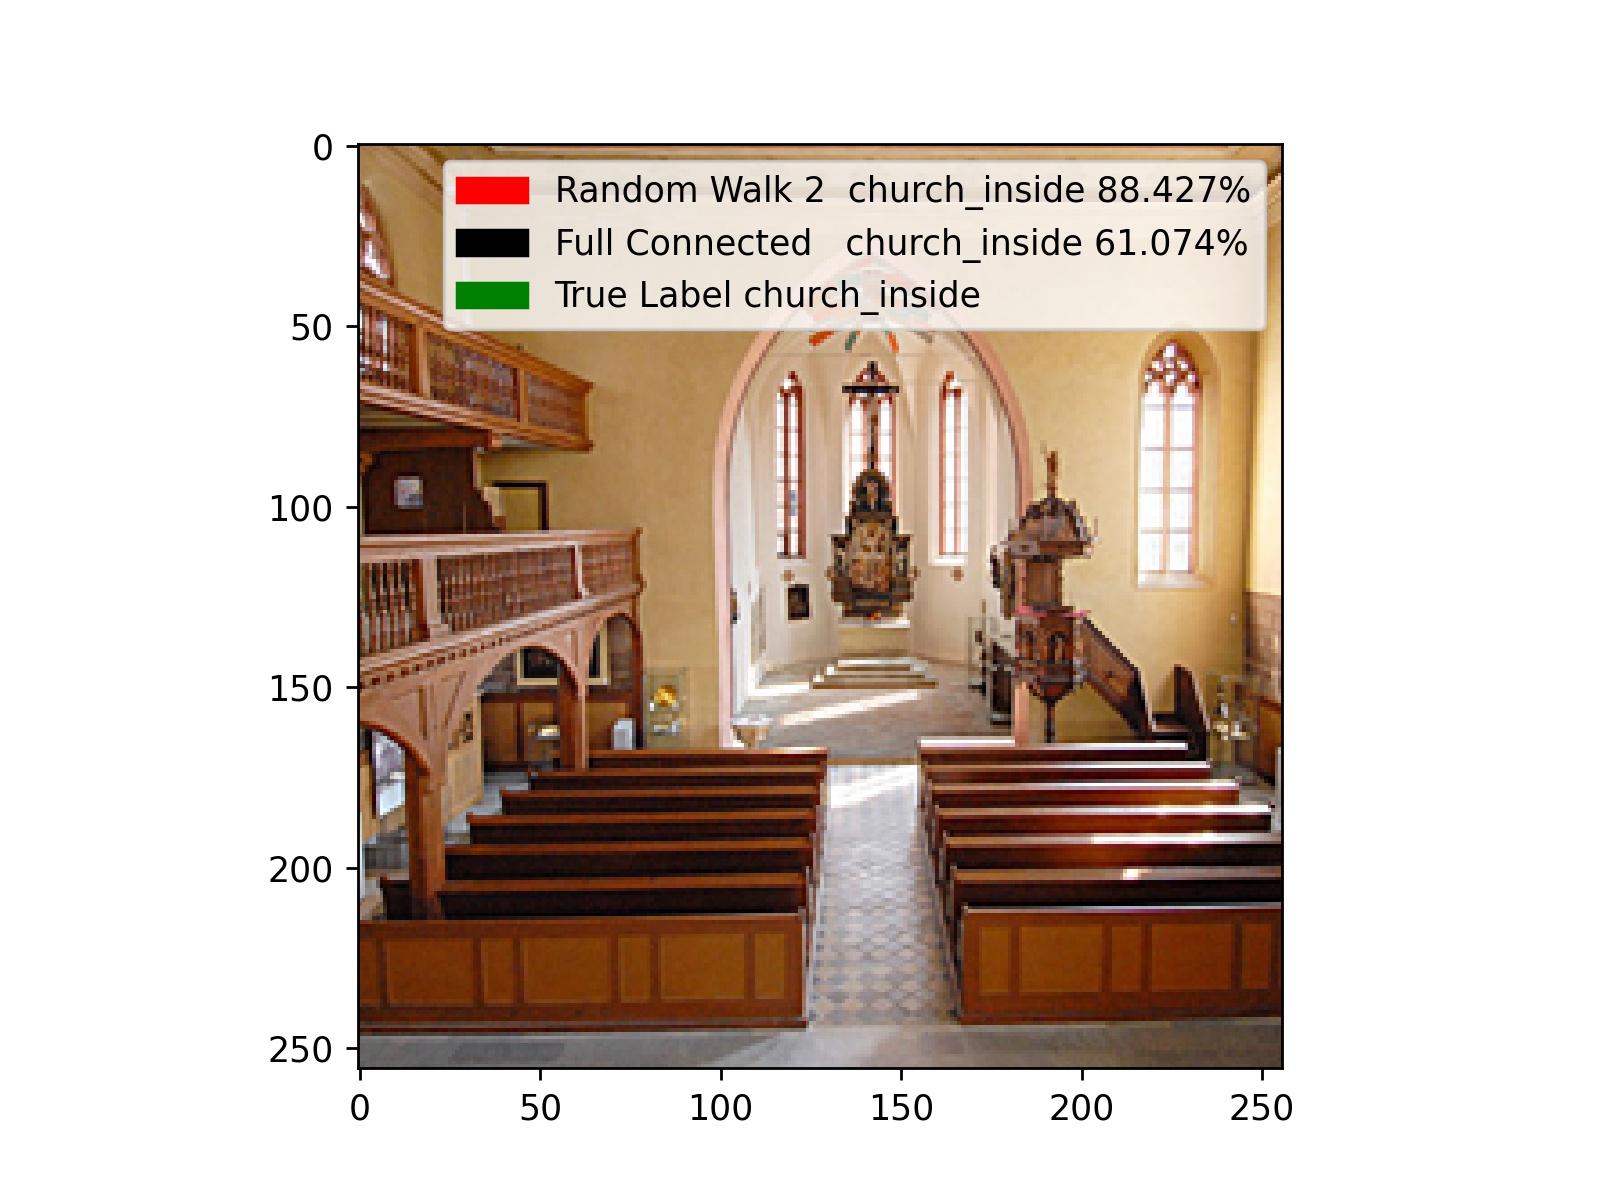 Random Walk 2  church_inside 88.427%
Full Connected   church_inside 61.074%
True Label church_inside
0
50
100
150
200
250
0 50 100 150 200 250